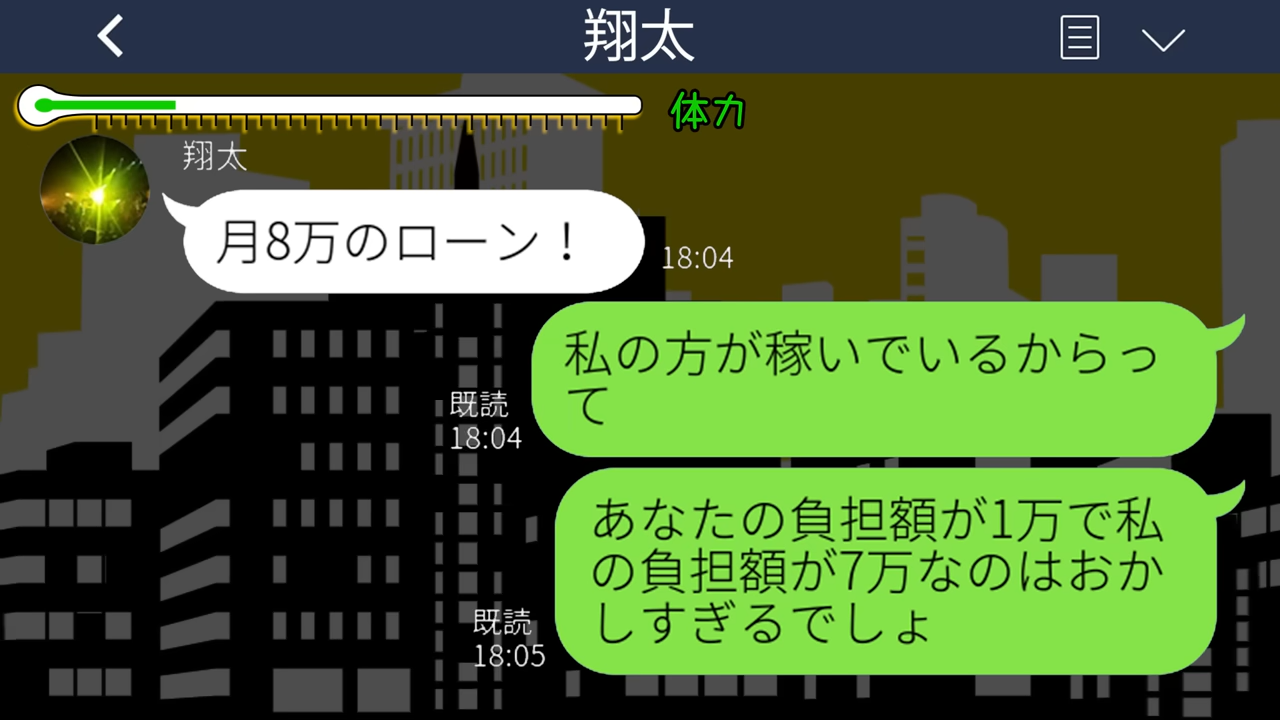 翔太
体力
翔太
月8万のローン！
18:04
私の方が稼いでいるからっ
て
既読
18:04
あなたの負担額が1万で私
の負担額が7万なのはおか
しすぎるでしょ
既読
18:05